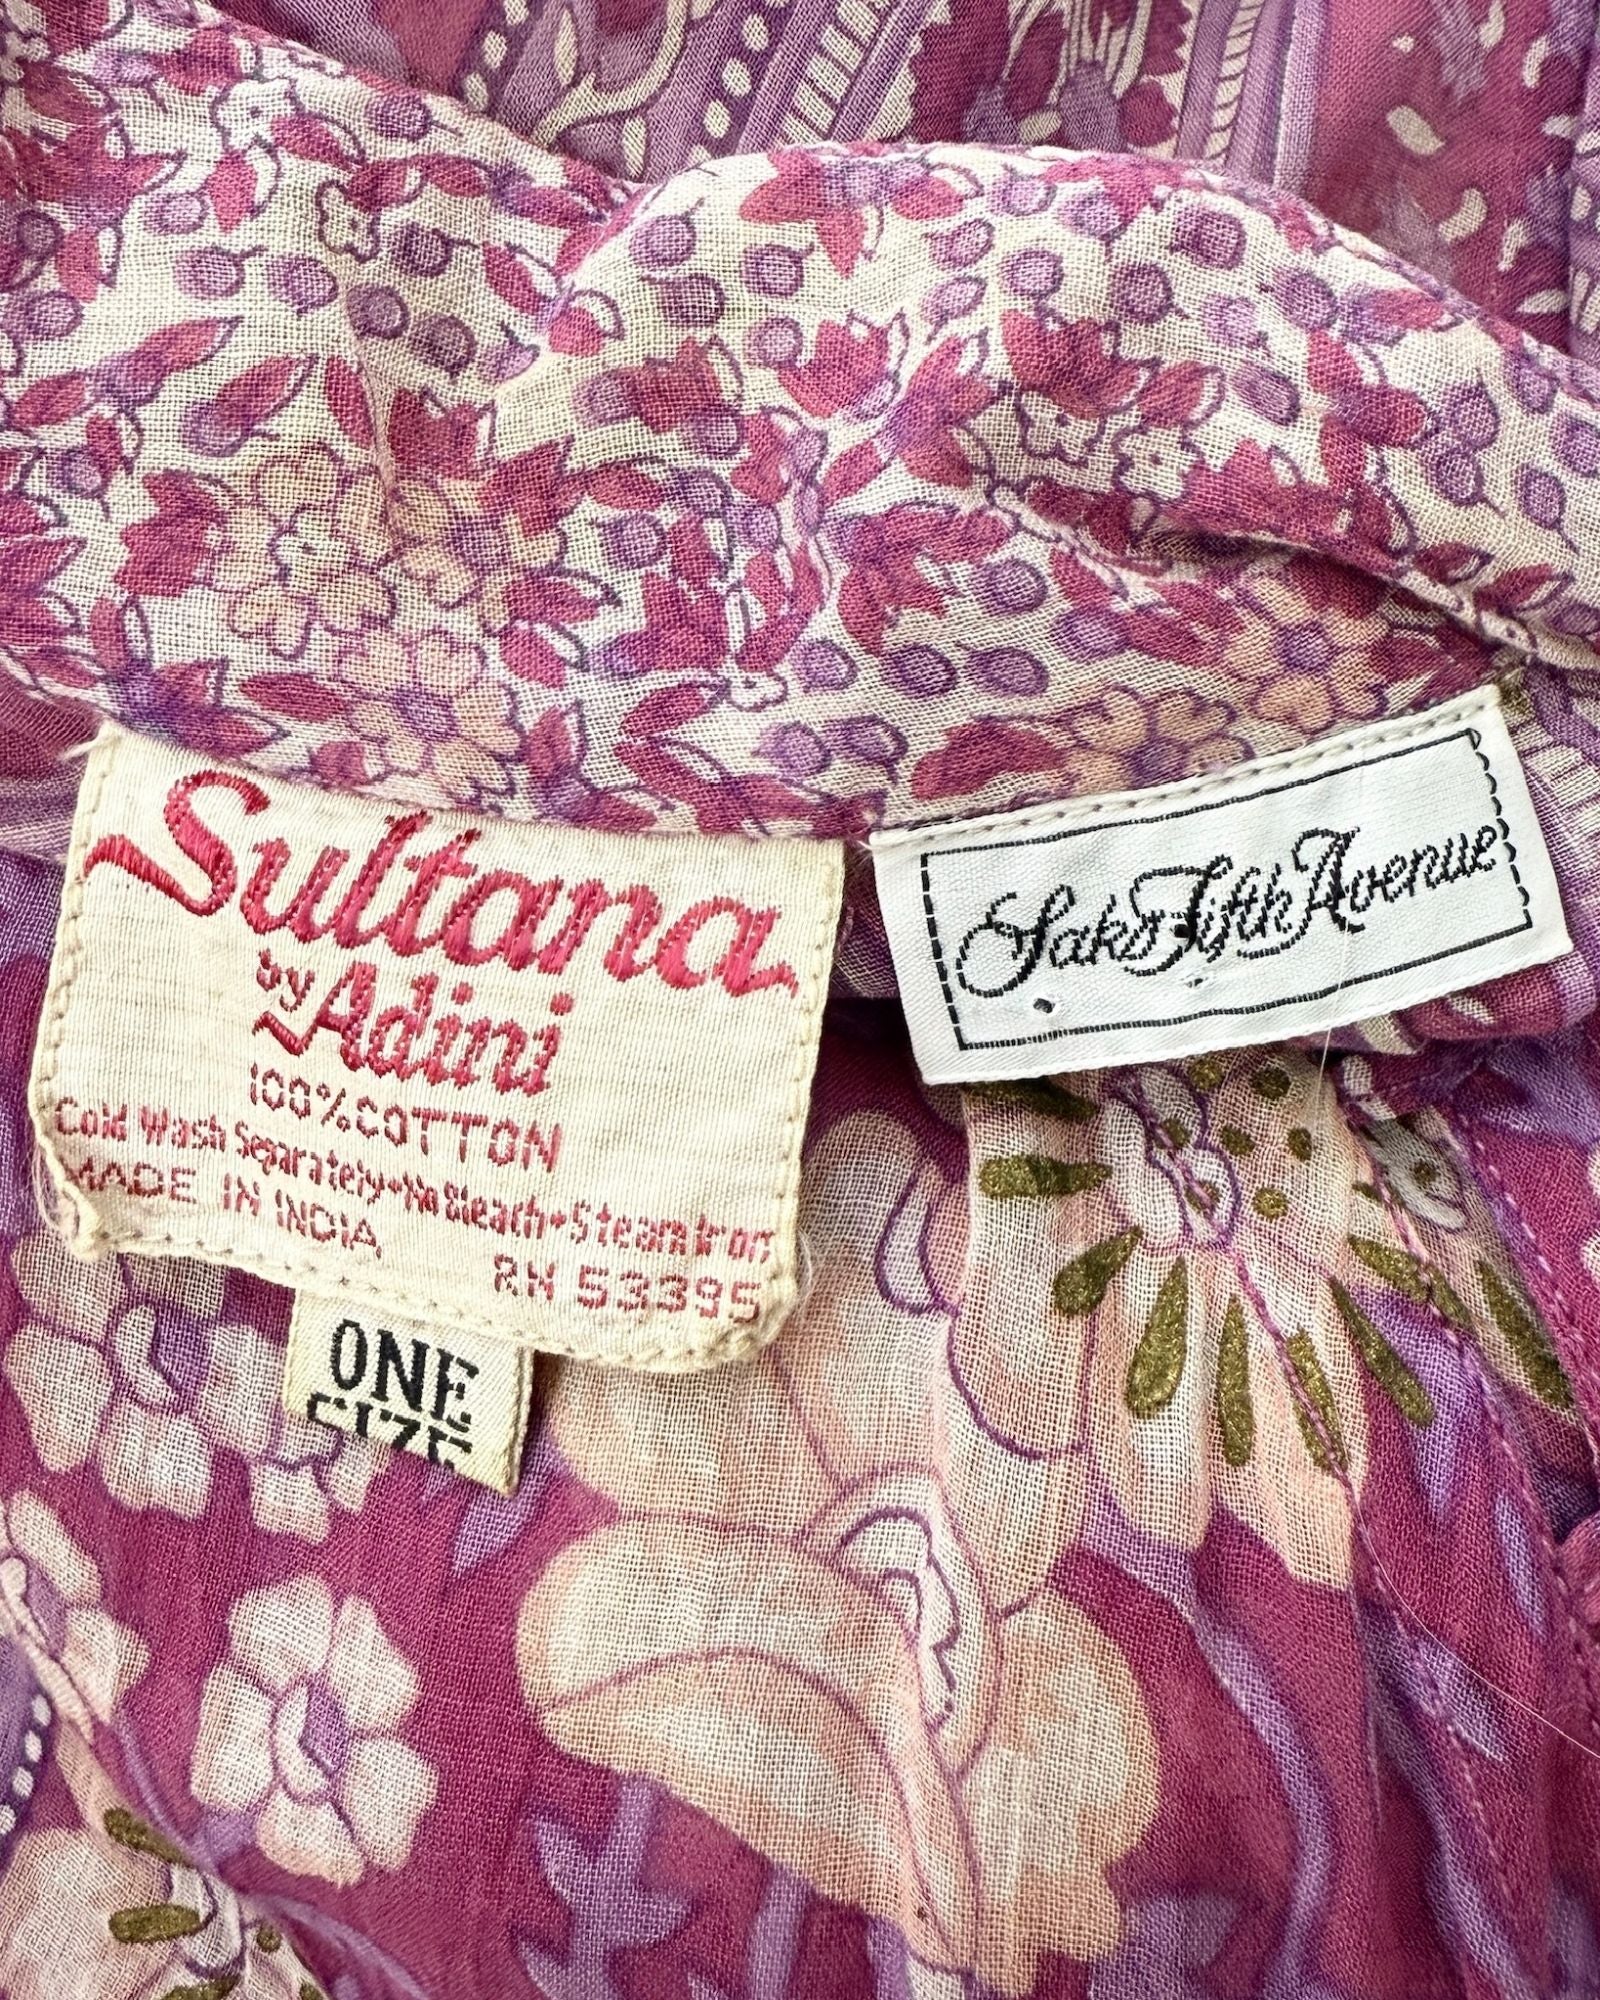 Sultana
by Adini
100% COTTON
Cold Wash Separately • No Bleach • Steam Iron
MADE IN INDIA
RN 53395
ONE
SIZE
Saks Fifth Avenue